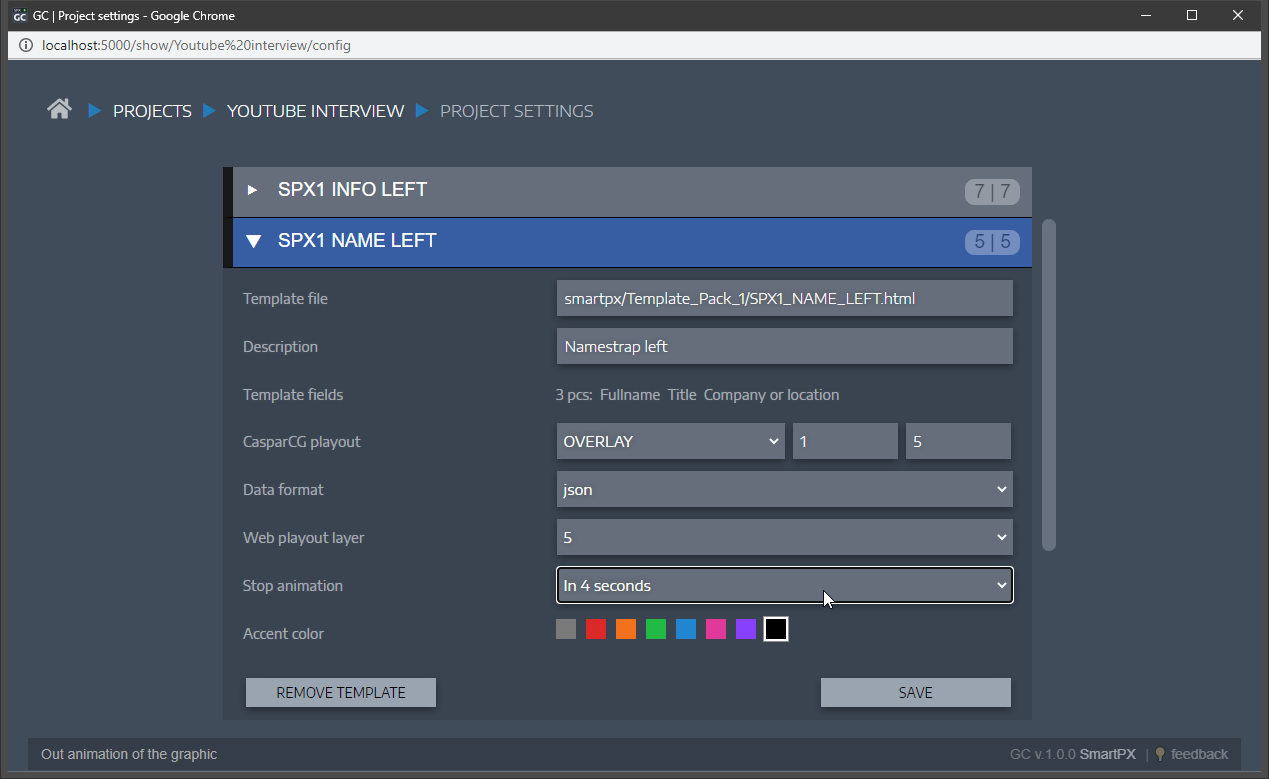 GC | Project settings - Google Chrome
localhost:5000/show/Youtube%20interview/config
PROJECTS YOUTUBE INTERVIEW PROJECT SETTINGS
SPX1 INFO LEFT 7 | 7
SPX1 NAME LEFT 5 | 5
Template file smartpx/Template_Pack_1/SPX1_NAME_LEFT.html
Description Namestrap left
Template fields 3 pcs: Fullname Title Company or location
CasparCG playout OVERLAY 1 5
Data format json
Web playout layer 5
Stop animation In 4 seconds
Accent color
REMOVE TEMPLATE SAVE
Out animation of the graphic GC v.1.0.0 SmartPX | feedback